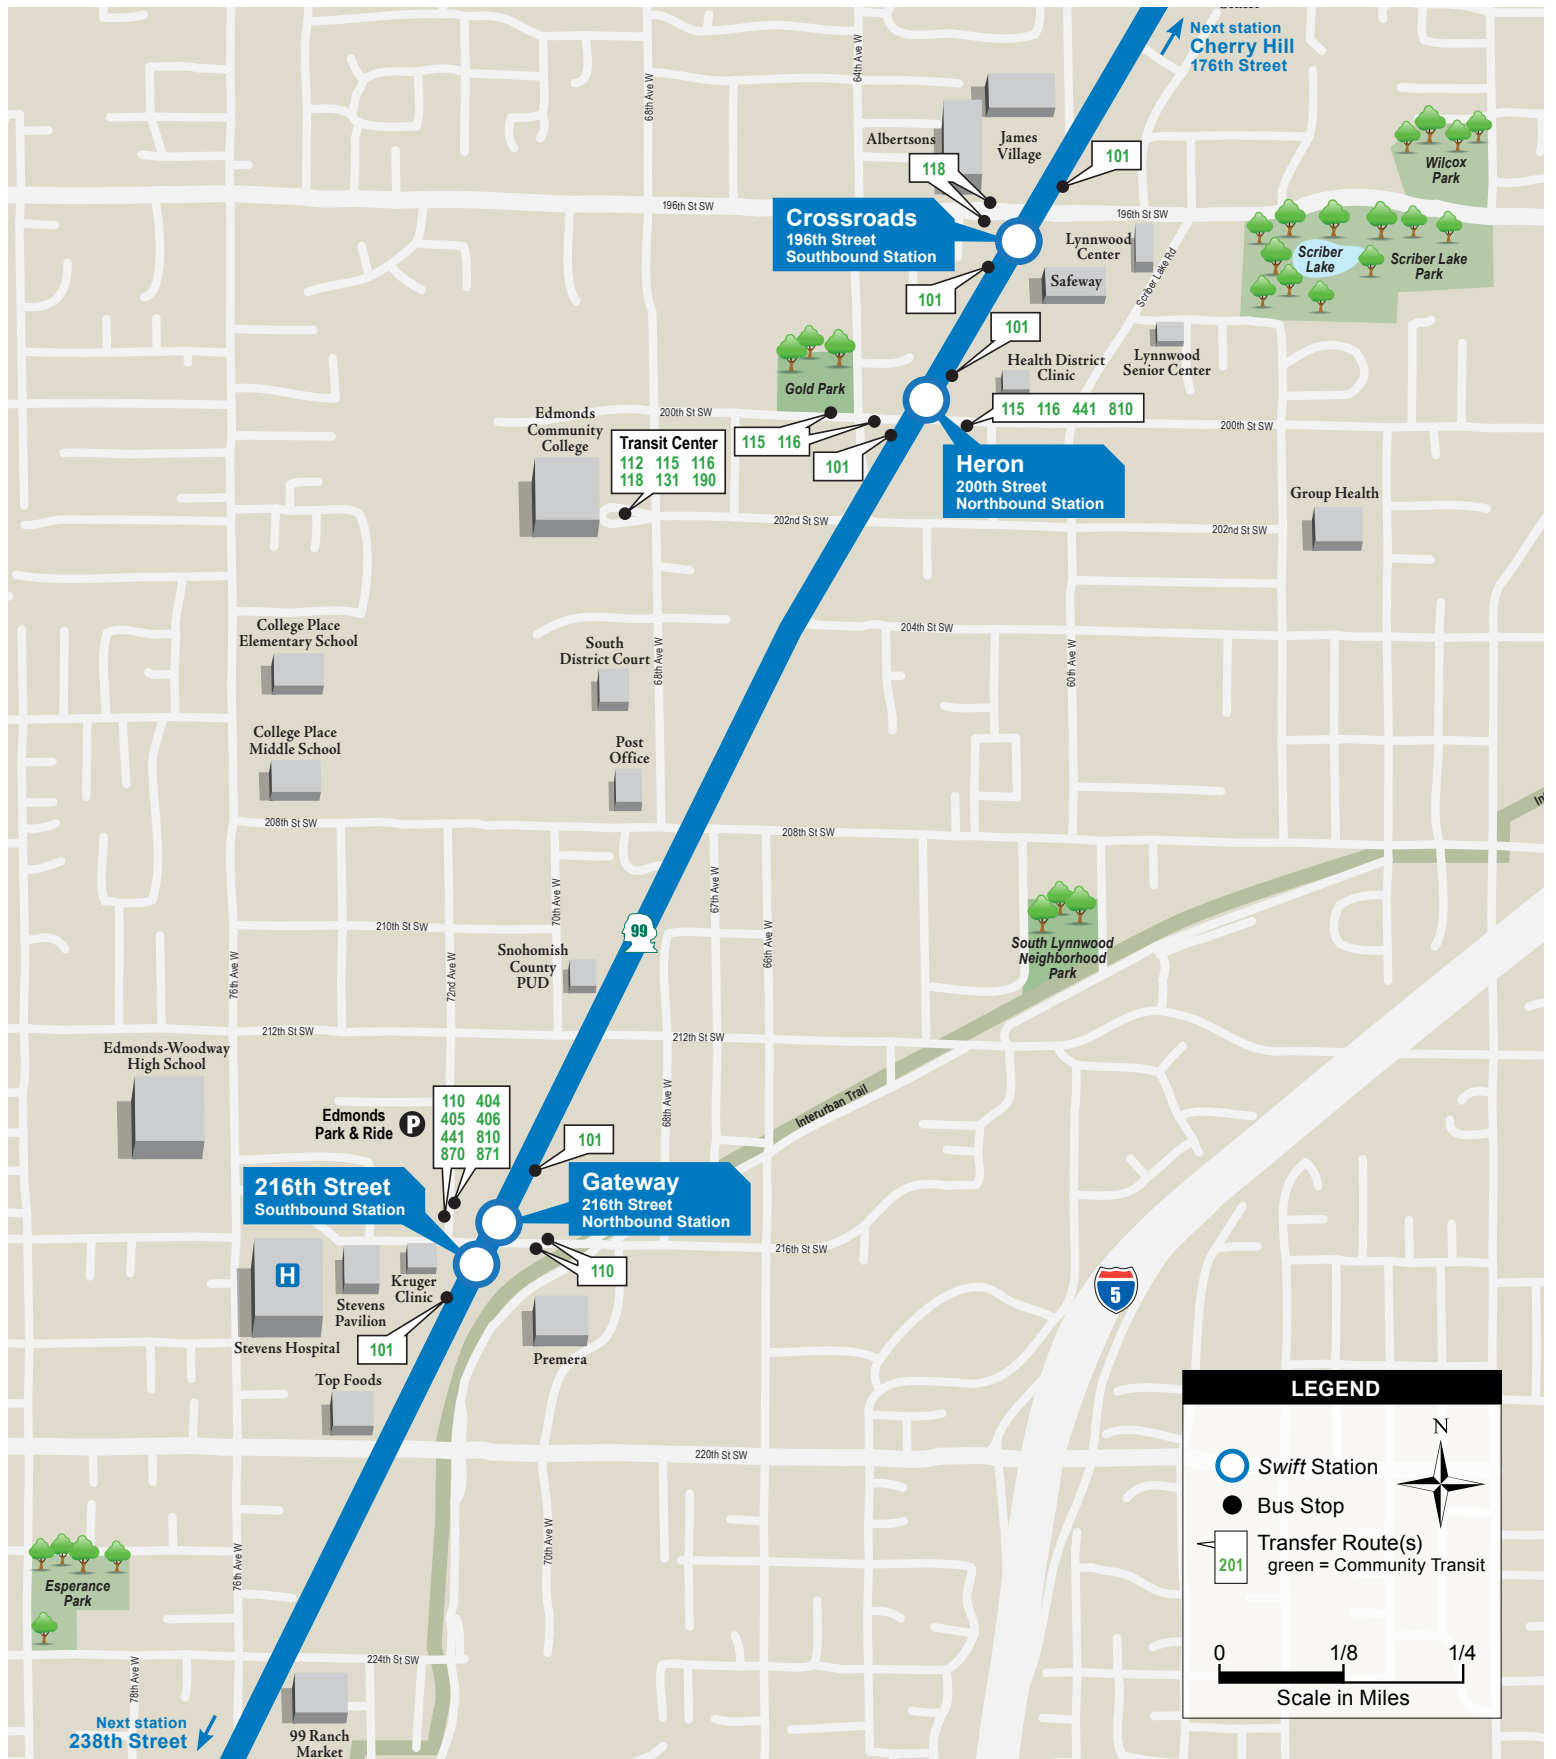 Next station
Cherry Hill
176th Street
64th Ave W
68th Ave W
Albertsons
James
Village
118
101
Wilcox
Park
196th St SW
196th St SW
Crossroads
196th Street
Southbound Station
Lynnwood
Center
Scriber Lake Rd
Scriber
Lake
Scriber Lake
Park
Safeway
101
101
Health District
Clinic
Lynnwood
Senior Center
Gold Park
Edmonds
Community
College
200th St SW
115 116 441 810
200th St SW
Transit Center
112 115 116
118 131 190
115 116
101
Heron
200th Street
Northbound Station
Group Health
202nd St SW
202nd St SW
College Place
Elementary School
204th St SW
South
District Court
68th Ave W
60th Ave W
College Place
Middle School
Post
Office
208th St SW
208th St SW
70th Ave W
67th Ave W
99
210th St SW
66th Ave W
South Lynnwood
Neighborhood
Park
Snohomish
County
PUD
76th Ave W
72nd Ave W
212th St SW
212th St SW
Edmonds-Woodway
High School
68th Ave W
Interurban Trail
Edmonds
Park & Ride
P
110 404
405 406
441 810
870 871
101
216th Street
Southbound Station
Gateway
216th Street
Northbound Station
216th St SW
H
Kruger
Clinic
110
5
Stevens
Pavilion
Stevens Hospital
101
Premera
Top Foods
220th St SW
70th Ave W
76th Ave W
Esperance
Park
224th St SW
78th Ave W
Next station
238th Street
99 Ranch
Market
LEGEND
N
Swift Station
Bus Stop
Transfer Route(s)
201
green = Community Transit
0 1/8 1/4
Scale in Miles